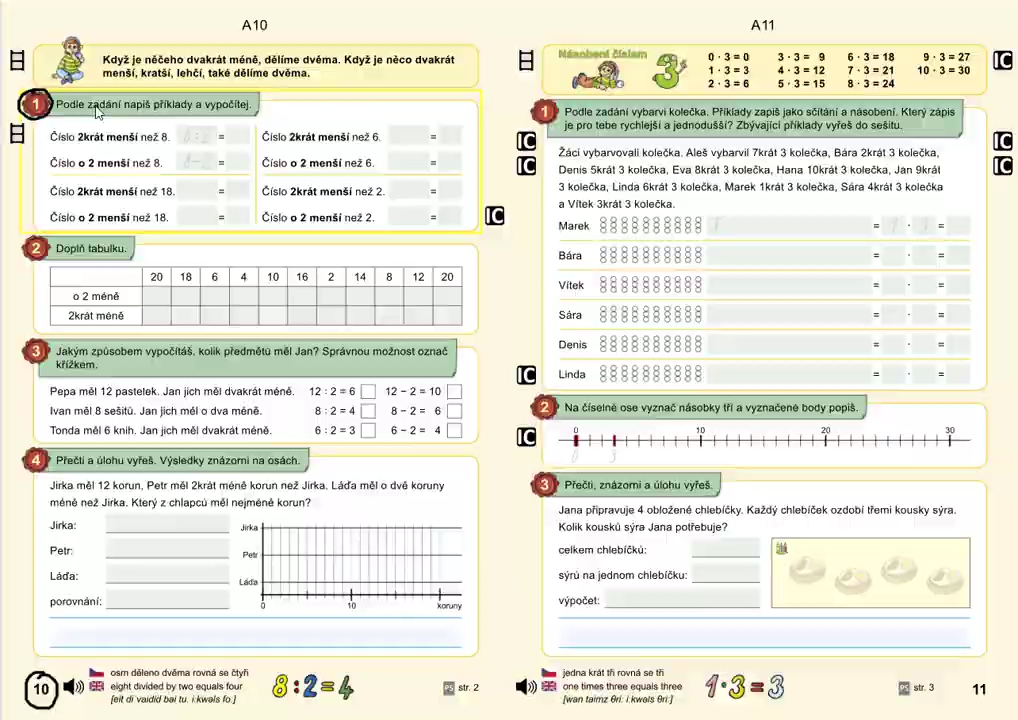 A10
Když je něčeho dvakrát méně, dělíme dvěma. Když je něco dvakrát
menší, kratší, lehčí, také dělíme dvěma.
1 Podle zadání napiš příklady a vypočítej.
Číslo 2krát menší než 8. 8:2 =
Číslo o 2 menší než 8. 8-2 =
Číslo 2krát menší než 18. =
Číslo o 2 menší než 18. =
Číslo 2krát menší než 6. =
Číslo o 2 menší než 6. =
Číslo 2krát menší než 2. =
Číslo o 2 menší než 2. =
IC
2 Doplň tabulku.
20 18 6 4 10 16 2 14 8 12 20
o 2 méně
2krát méně
3 Jakým způsobem vypočítáš, kolik předmětů měl Jan? Správnou možnost označ
křížkem.
Pepa měl 12 pastelek. Jan jich měl dvakrát méně. 12 : 2 = 6 12 − 2 = 10
Ivan měl 8 sešitů. Jan jich měl o dva méně. 8 : 2 = 4 8 − 2 = 6
Tonda měl 6 knih. Jan jich měl dvakrát méně. 6 : 2 = 3 6 − 2 = 4
4 Přečti a úlohu vyřeš. Výsledky znázorni na osách.
Jirka měl 12 korun, Petr měl 2krát méně korun než Jirka. Láďa měl o dvě koruny
méně než Jirka. Který z chlapců měl nejméně korun?
Jirka:
Petr:
Láďa:
porovnání:
Jirka
Petr
Láďa
0 10 koruny
10
osm děleno dvěma rovná se čtyři
eight divided by two equals four
[eit di vaidid bai tu. i.kwəls fo.]
8:2=4
PS str. 2
A11
Násobení číslem 3
0 · 3 = 0 3 · 3 = 9 6 · 3 = 18 9 · 3 = 27
1 · 3 = 3 4 · 3 = 12 7 · 3 = 21 10 · 3 = 30
2 · 3 = 6 5 · 3 = 15 8 · 3 = 24
IC
1 Podle zadání vybarvi kolečka. Příklady zapiš jako sčítání a násobení. Který zápis
je pro tebe rychlejší a jednodušší? Zbývající příklady vyřeš do sešitu.
IC IC
IC IC
Žáci vybarvovali kolečka. Aleš vybarvil 7krát 3 kolečka, Bára 2krát 3 kolečka,
Denis 5krát 3 kolečka, Eva 8krát 3 kolečka, Hana 10krát 3 kolečka, Jan 9krát
3 kolečka, Linda 6krát 3 kolečka, Marek 1krát 3 kolečka, Sára 4krát 3 kolečka
a Vítek 3krát 3 kolečka.
Marek = · =
Bára = · =
Vítek = · =
Sára = · =
Denis = · =
Linda = · =
IC
2 Na číselné ose vyznač násobky tří a vyznačené body popiš.
IC
0 10 20 30
0 3
3 Přečti, znázorni a úlohu vyřeš.
Jana připravuje 4 obložené chlebíčky. Každý chlebíček ozdobí třemi kousky sýra.
Kolik kousků sýra Jana potřebuje?
celkem chlebíčků:
sýrů na jednom chlebíčku:
výpočet:
jedna krát tři rovná se tři
one times three equals three
1·3=3
PS str. 3
11